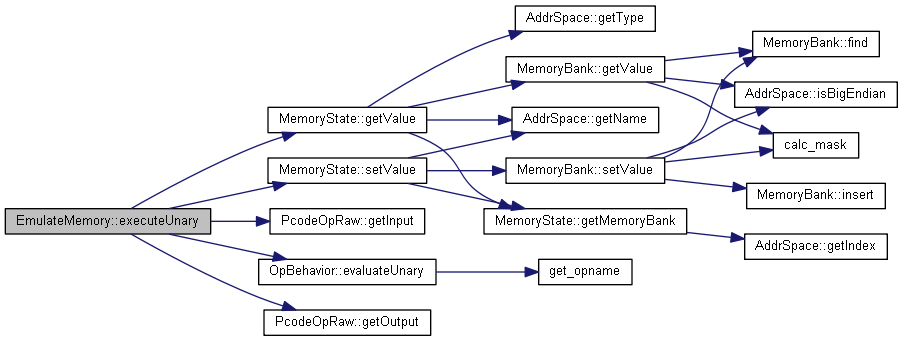 AddrSpace::getType
MemoryBank::find
MemoryBank::getValue
AddrSpace::isBigEndian
MemoryState::getValue
AddrSpace::getName
calc_mask
MemoryState::setValue
MemoryBank::setValue
MemoryBank::insert
EmulateMemory::executeUnary
PcodeOpRaw::getInput
MemoryState::getMemoryBank
AddrSpace::getIndex
OpBehavior::evaluateUnary
get_opname
PcodeOpRaw::getOutput